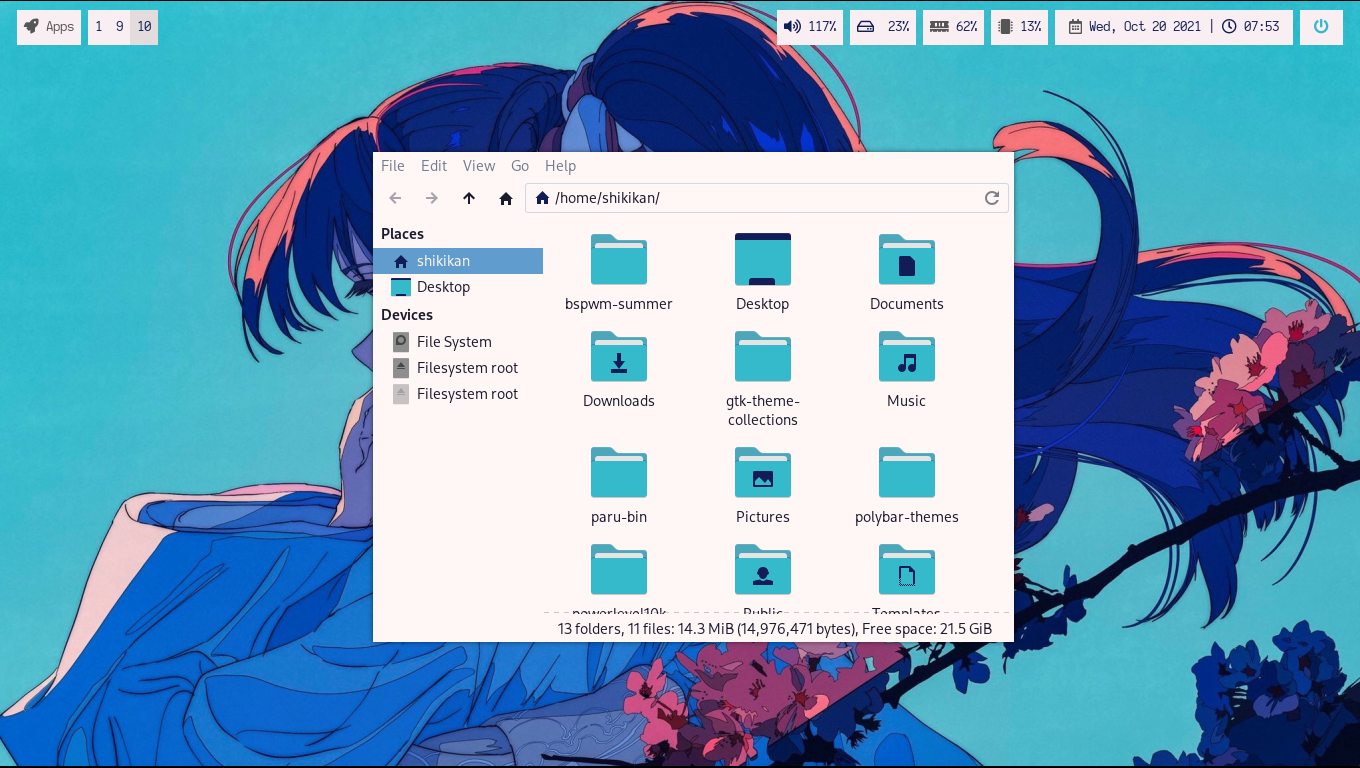 Apps 1 9 10 117% 23% 62% 13% Wed, Oct 20 2021 | 07:53
File Edit View Go Help
/home/shikikan/
Places
shikikan
Desktop
Devices
File System
Filesystem root
Filesystem root
bspwm-summer Desktop Documents
Downloads gtk-theme- Music
collections
paru-bin Pictures polybar-themes
powerlevel10k Public Templates
13 folders, 11 files: 14.3 MiB (14,976,471 bytes), Free space: 21.5 GiB